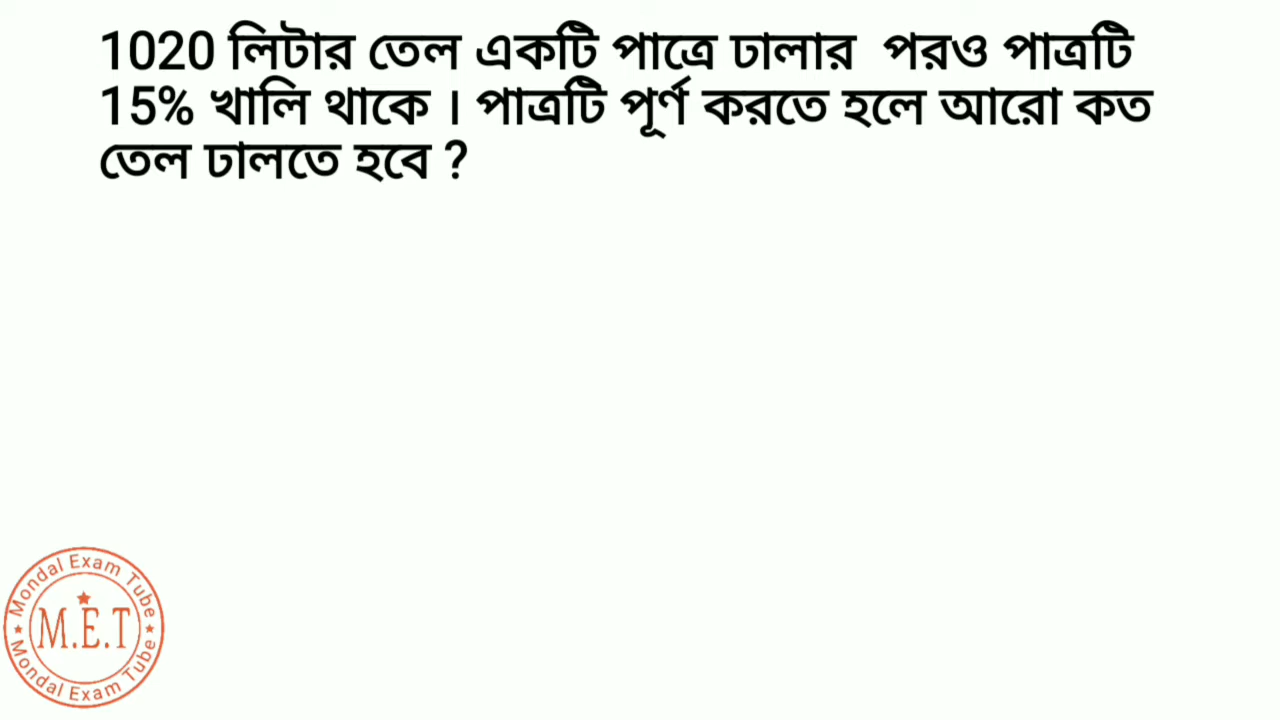 1020 লিটার তেল একটি পাত্রে ঢালার পরও পাত্রটি
15% খালি থাকে । পাত্রটি পূর্ণ করতে হলে আরো কত
তেল ঢালতে হবে ?
Mondal Exam Tube
M.E.T
Mondal Exam Tube